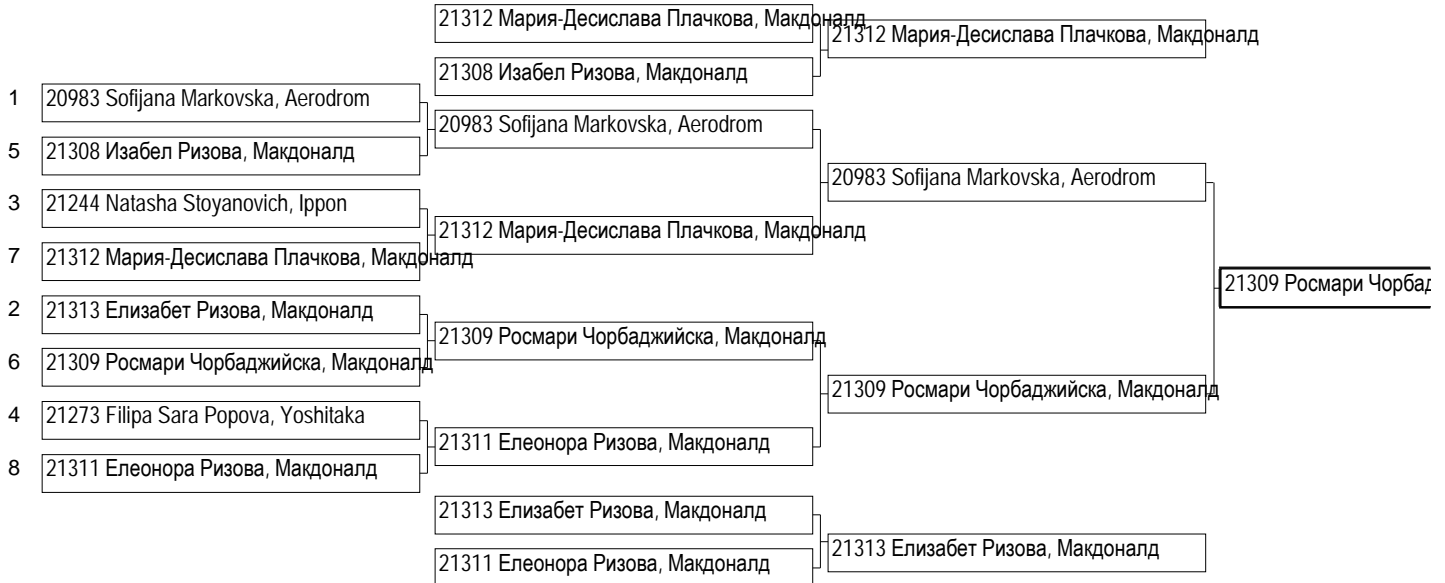 21312 Мария-Десислава Плачкова, Макдоналд
21308 Изабел Ризова, Макдоналд
21312 Мария-Десислава Плачкова, Макдоналд
1 20983 Sofijana Markovska, Aerodrom
5 21308 Изабел Ризова, Макдоналд
3 21244 Natasha Stoyanovich, Ippon
7 21312 Мария-Десислава Плачкова, Макдоналд
2 21313 Елизабет Ризова, Макдоналд
6 21309 Росмари Чорбаджийска, Макдоналд
4 21273 Filipa Sara Popova, Yoshitaka
8 21311 Елеонора Ризова, Макдоналд
20983 Sofijana Markovska, Aerodrom
21312 Мария-Десислава Плачкова, Макдоналд
21309 Росмари Чорбаджийска, Макдоналд
21311 Елеонора Ризова, Макдоналд
20983 Sofijana Markovska, Aerodrom
21309 Росмари Чорбаджийска, Макдоналд
21309 Росмари Чорбад
21313 Елизабет Ризова, Макдоналд
21311 Елеонора Ризова, Макдоналд
21313 Елизабет Ризова, Макдоналд